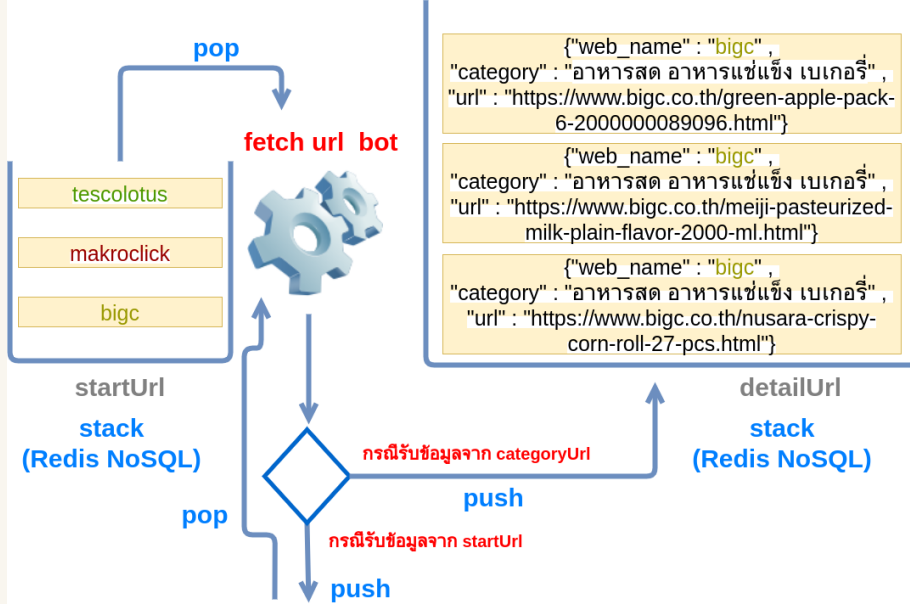 pop
fetch url bot
tescolotus
makroclick
bigc
startUrl
stack
(Redis NoSQL)
{"web_name" : "bigc" ,
"category" : "อาหารสด อาหารแช่แข็ง เบเกอรี่" ,
"url" : "https://www.bigc.co.th/green-apple-pack-
6-2000000089096.html"}
{"web_name" : "bigc" ,
"category" : "อาหารสด อาหารแช่แข็ง เบเกอรี่" ,
"url" : "https://www.bigc.co.th/meiji-pasteurized-
milk-plain-flavor-2000-ml.html"}
{"web_name" : "bigc" ,
"category" : "อาหารสด อาหารแช่แข็ง เบเกอรี่" ,
"url" : "https://www.bigc.co.th/nusara-crispy-
corn-roll-27-pcs.html"}
detailUrl
stack
(Redis NoSQL)
กรณีรับข้อมูลจาก categoryUrl
push
pop
กรณีรับข้อมูลจาก startUrl
push